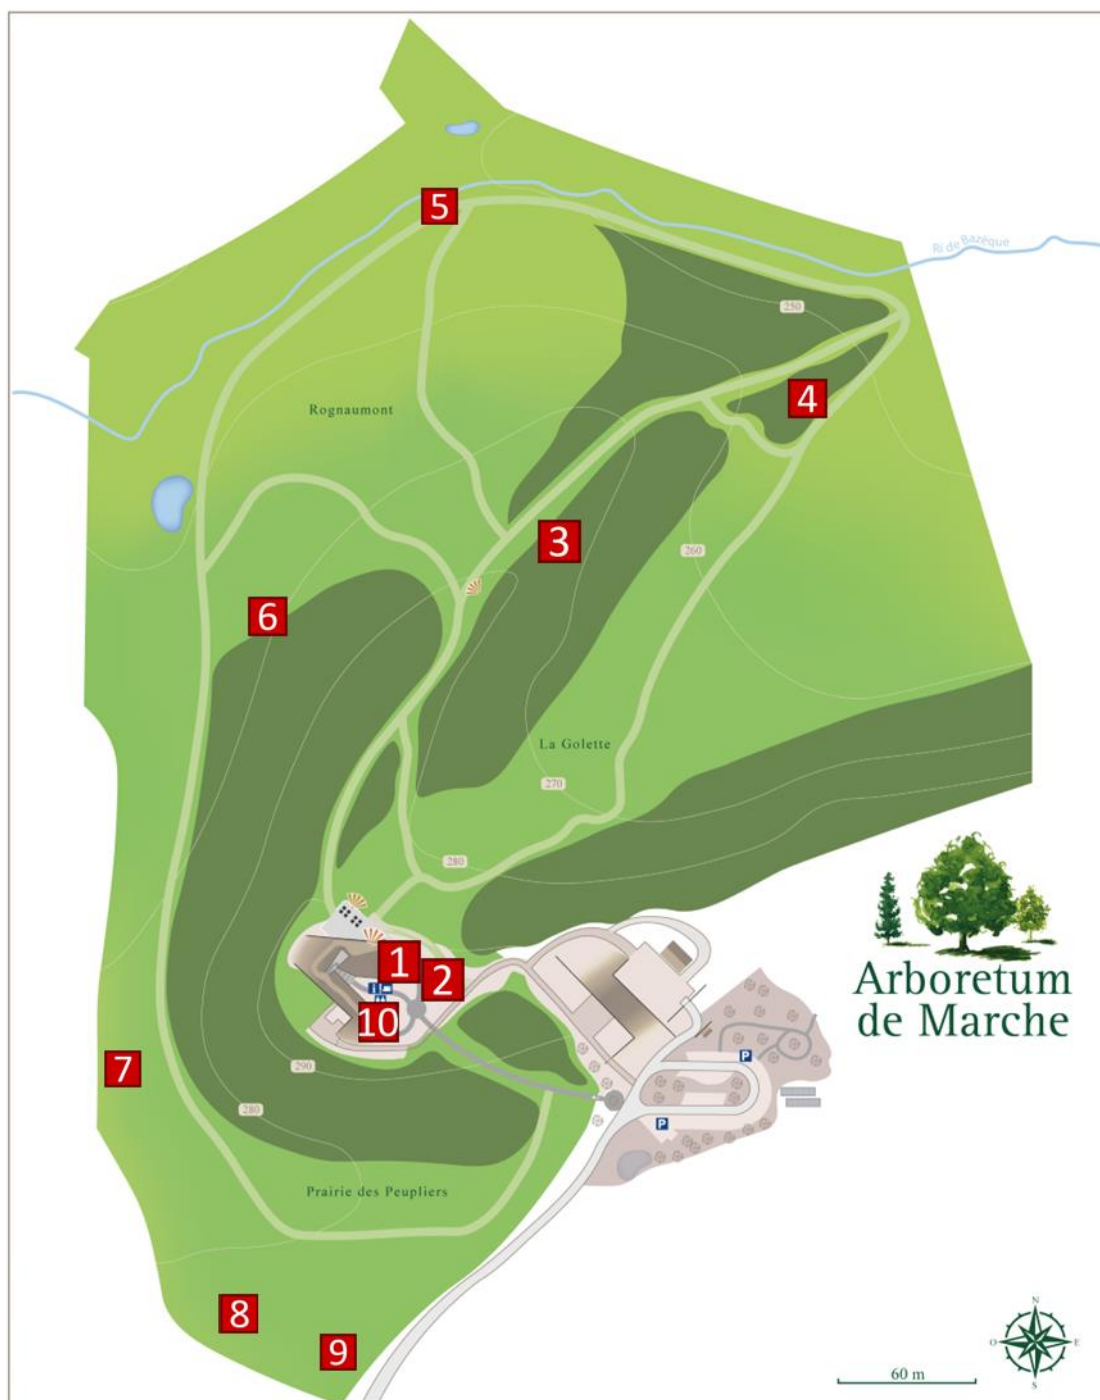 5
Ri de Bazèque
250
4
Rognaumont
3
260
6
La Golette
270
280
1
2
i
10
Arboretum
de Marche
290
7
P
280
P
Prairie des Peupliers
8
9
N
O E
S
60 m